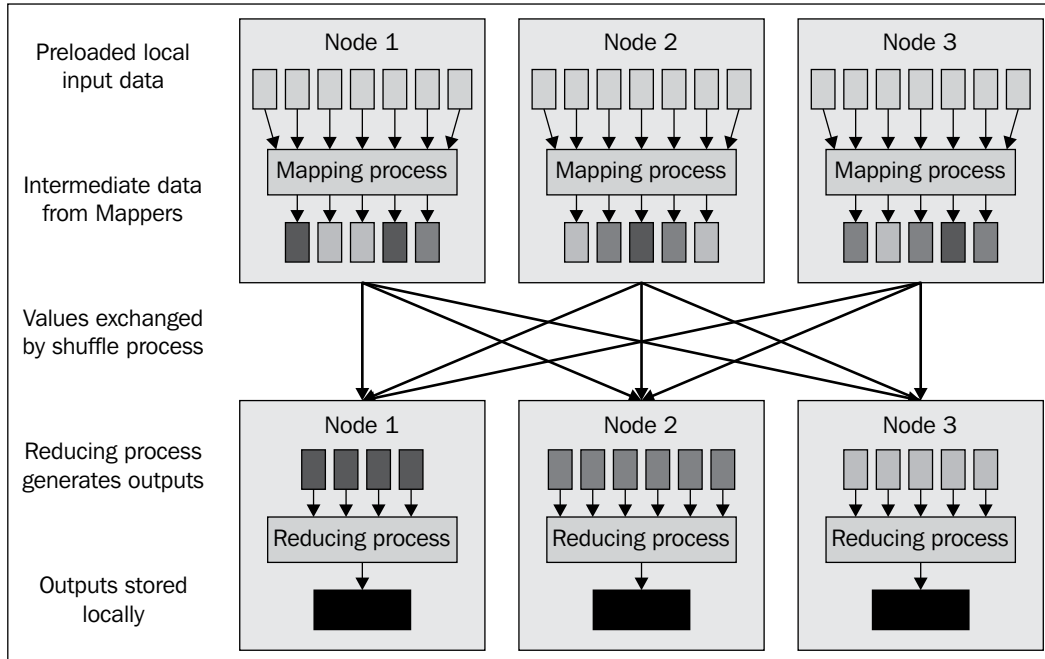 Preloaded local
input data
Node 1
Node 2
Node 3
Mapping process
Mapping process
Mapping process
Intermediate data
from Mappers
Values exchanged
by shuffle process
Node 1
Node 2
Node 3
Reducing process
generates outputs
Reducing process
Reducing process
Reducing process
Outputs stored
locally